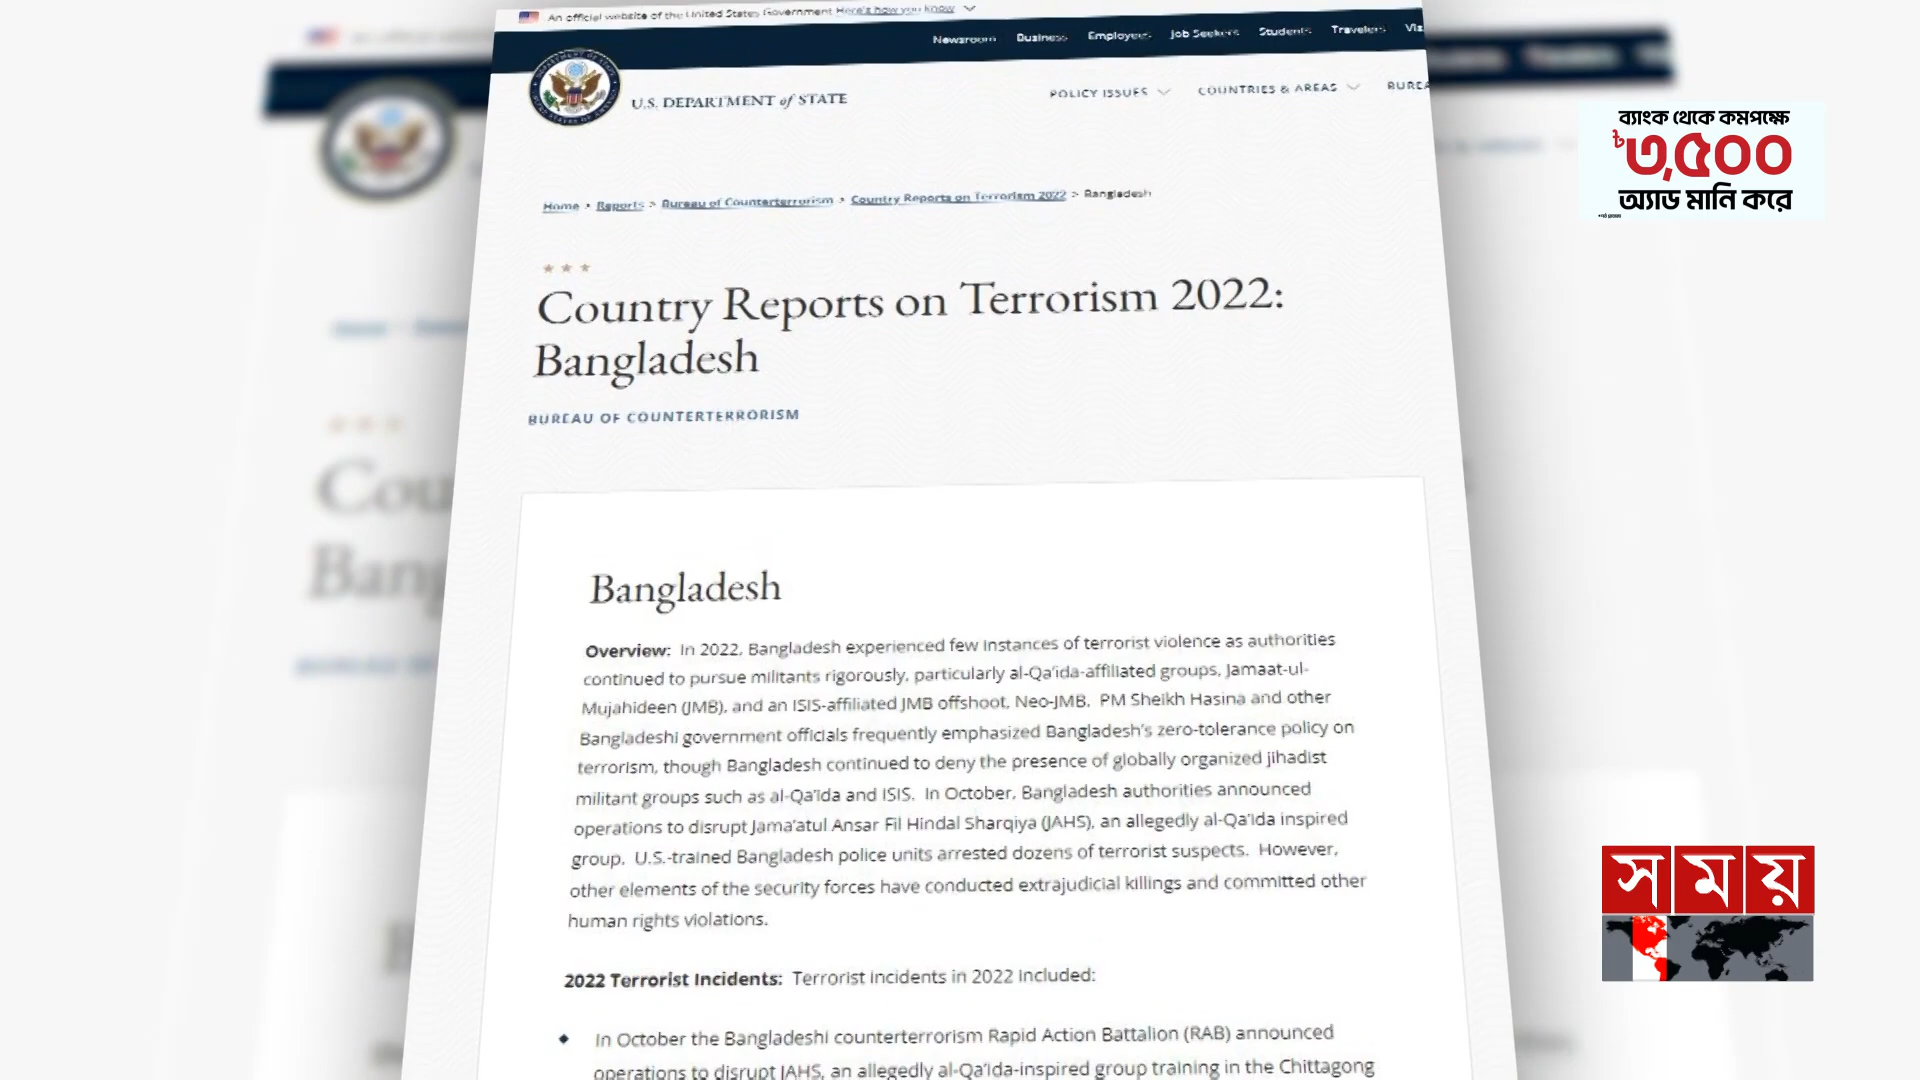 An official website of the United States Government Here's how you know
Newsroom Business Employees Job Seekers Students Travelers
U.S. DEPARTMENT of STATE
POLICY ISSUES COUNTRIES & AREAS
Home > Reports > Bureau of Counterterrorism > Country Reports on Terrorism 2022 > Bangladesh
Country Reports on Terrorism 2022:
Bangladesh
BUREAU OF COUNTERTERRORISM
Bangladesh
Overview: In 2022, Bangladesh experienced few instances of terrorist violence as authorities
continued to pursue militants rigorously, particularly al-Qa'ida-affiliated groups, Jamaat-ul-
Mujahideen (JMB), and an ISIS-affiliated JMB offshoot, Neo-JMB. PM Sheikh Hasina and other
Bangladeshi government officials frequently emphasized Bangladesh's zero-tolerance policy on
terrorism, though Bangladesh continued to deny the presence of globally organized jihadist
militant groups such as al-Qa'ida and ISIS. In October, Bangladesh authorities announced
operations to disrupt Jama'atul Ansar Fil Hindal Sharqiya (JAHS), an allegedly al-Qa'ida inspired
group. U.S.-trained Bangladesh police units arrested dozens of terrorist suspects. However,
other elements of the security forces have conducted extrajudicial killings and committed other
human rights violations.
2022 Terrorist Incidents: Terrorist incidents in 2022 included:
In October the Bangladeshi counterterrorism Rapid Action Battalion (RAB) announced
operations to disrupt JAHS, an allegedly al-Qa'ida-inspired group training in the Chittagong
ব্যাংক থেকে কমপক্ষে
৳৩,৫০০
অ্যাড মানি করে
সময়